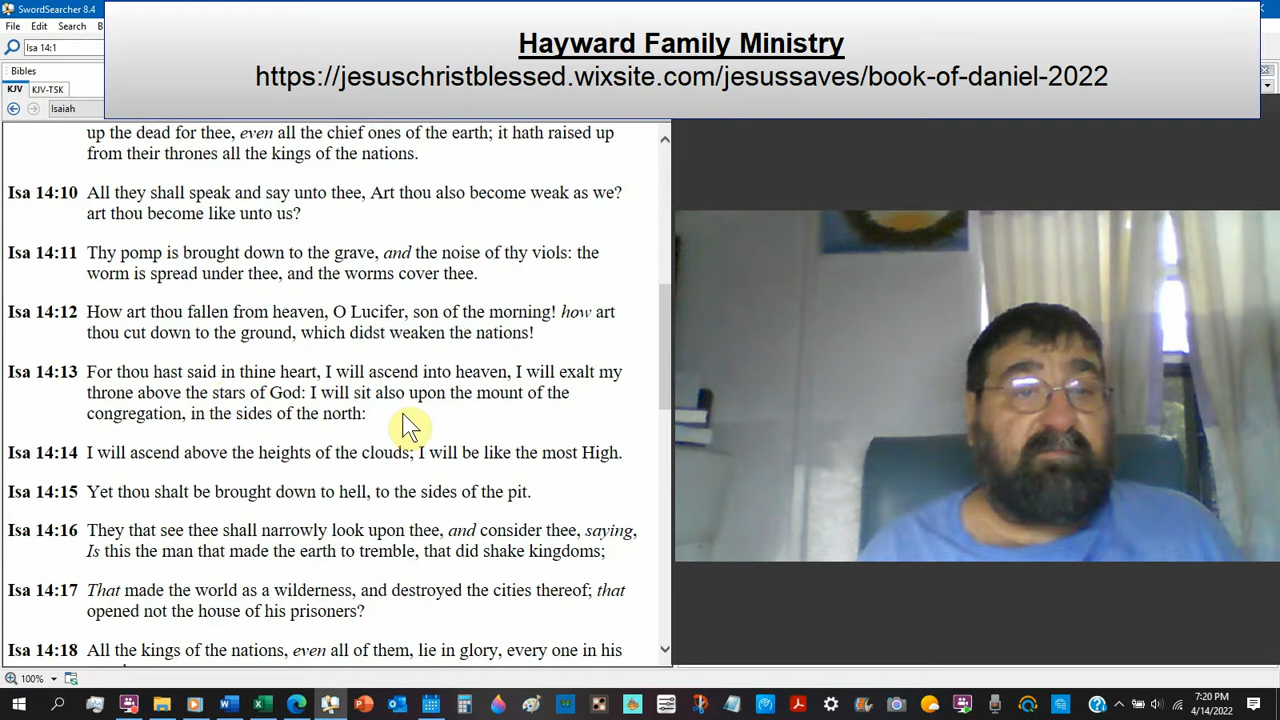 SwordSearcher 8.4
File Edit Search B
Hayward Family Ministry
https://jesuschristblessed.wixsite.com/jesussaves/book-of-daniel-2022
Isa 14:1
Bibles
KJV KJV-TSK
Isaiah
up the dead for thee, even all the chief ones of the earth; it hath raised up
from their thrones all the kings of the nations.
Isa 14:10 All they shall speak and say unto thee, Art thou also become weak as we?
art thou become like unto us?
Isa 14:11 Thy pomp is brought down to the grave, and the noise of thy viols: the
worm is spread under thee, and the worms cover thee.
Isa 14:12 How art thou fallen from heaven, O Lucifer, son of the morning! how art
thou cut down to the ground, which didst weaken the nations!
Isa 14:13 For thou hast said in thine heart, I will ascend into heaven, I will exalt my
throne above the stars of God: I will sit also upon the mount of the
congregation, in the sides of the north:
Isa 14:14 I will ascend above the heights of the clouds; I will be like the most High.
Isa 14:15 Yet thou shalt be brought down to hell, to the sides of the pit.
Isa 14:16 They that see thee shall narrowly look upon thee, and consider thee, saying,
Is this the man that made the earth to tremble, that did shake kingdoms;
Isa 14:17 That made the world as a wilderness, and destroyed the cities thereof; that
opened not the house of his prisoners?
Isa 14:18 All the kings of the nations, even all of them, lie in glory, every one in his
100%
7:20 PM
4/14/2022